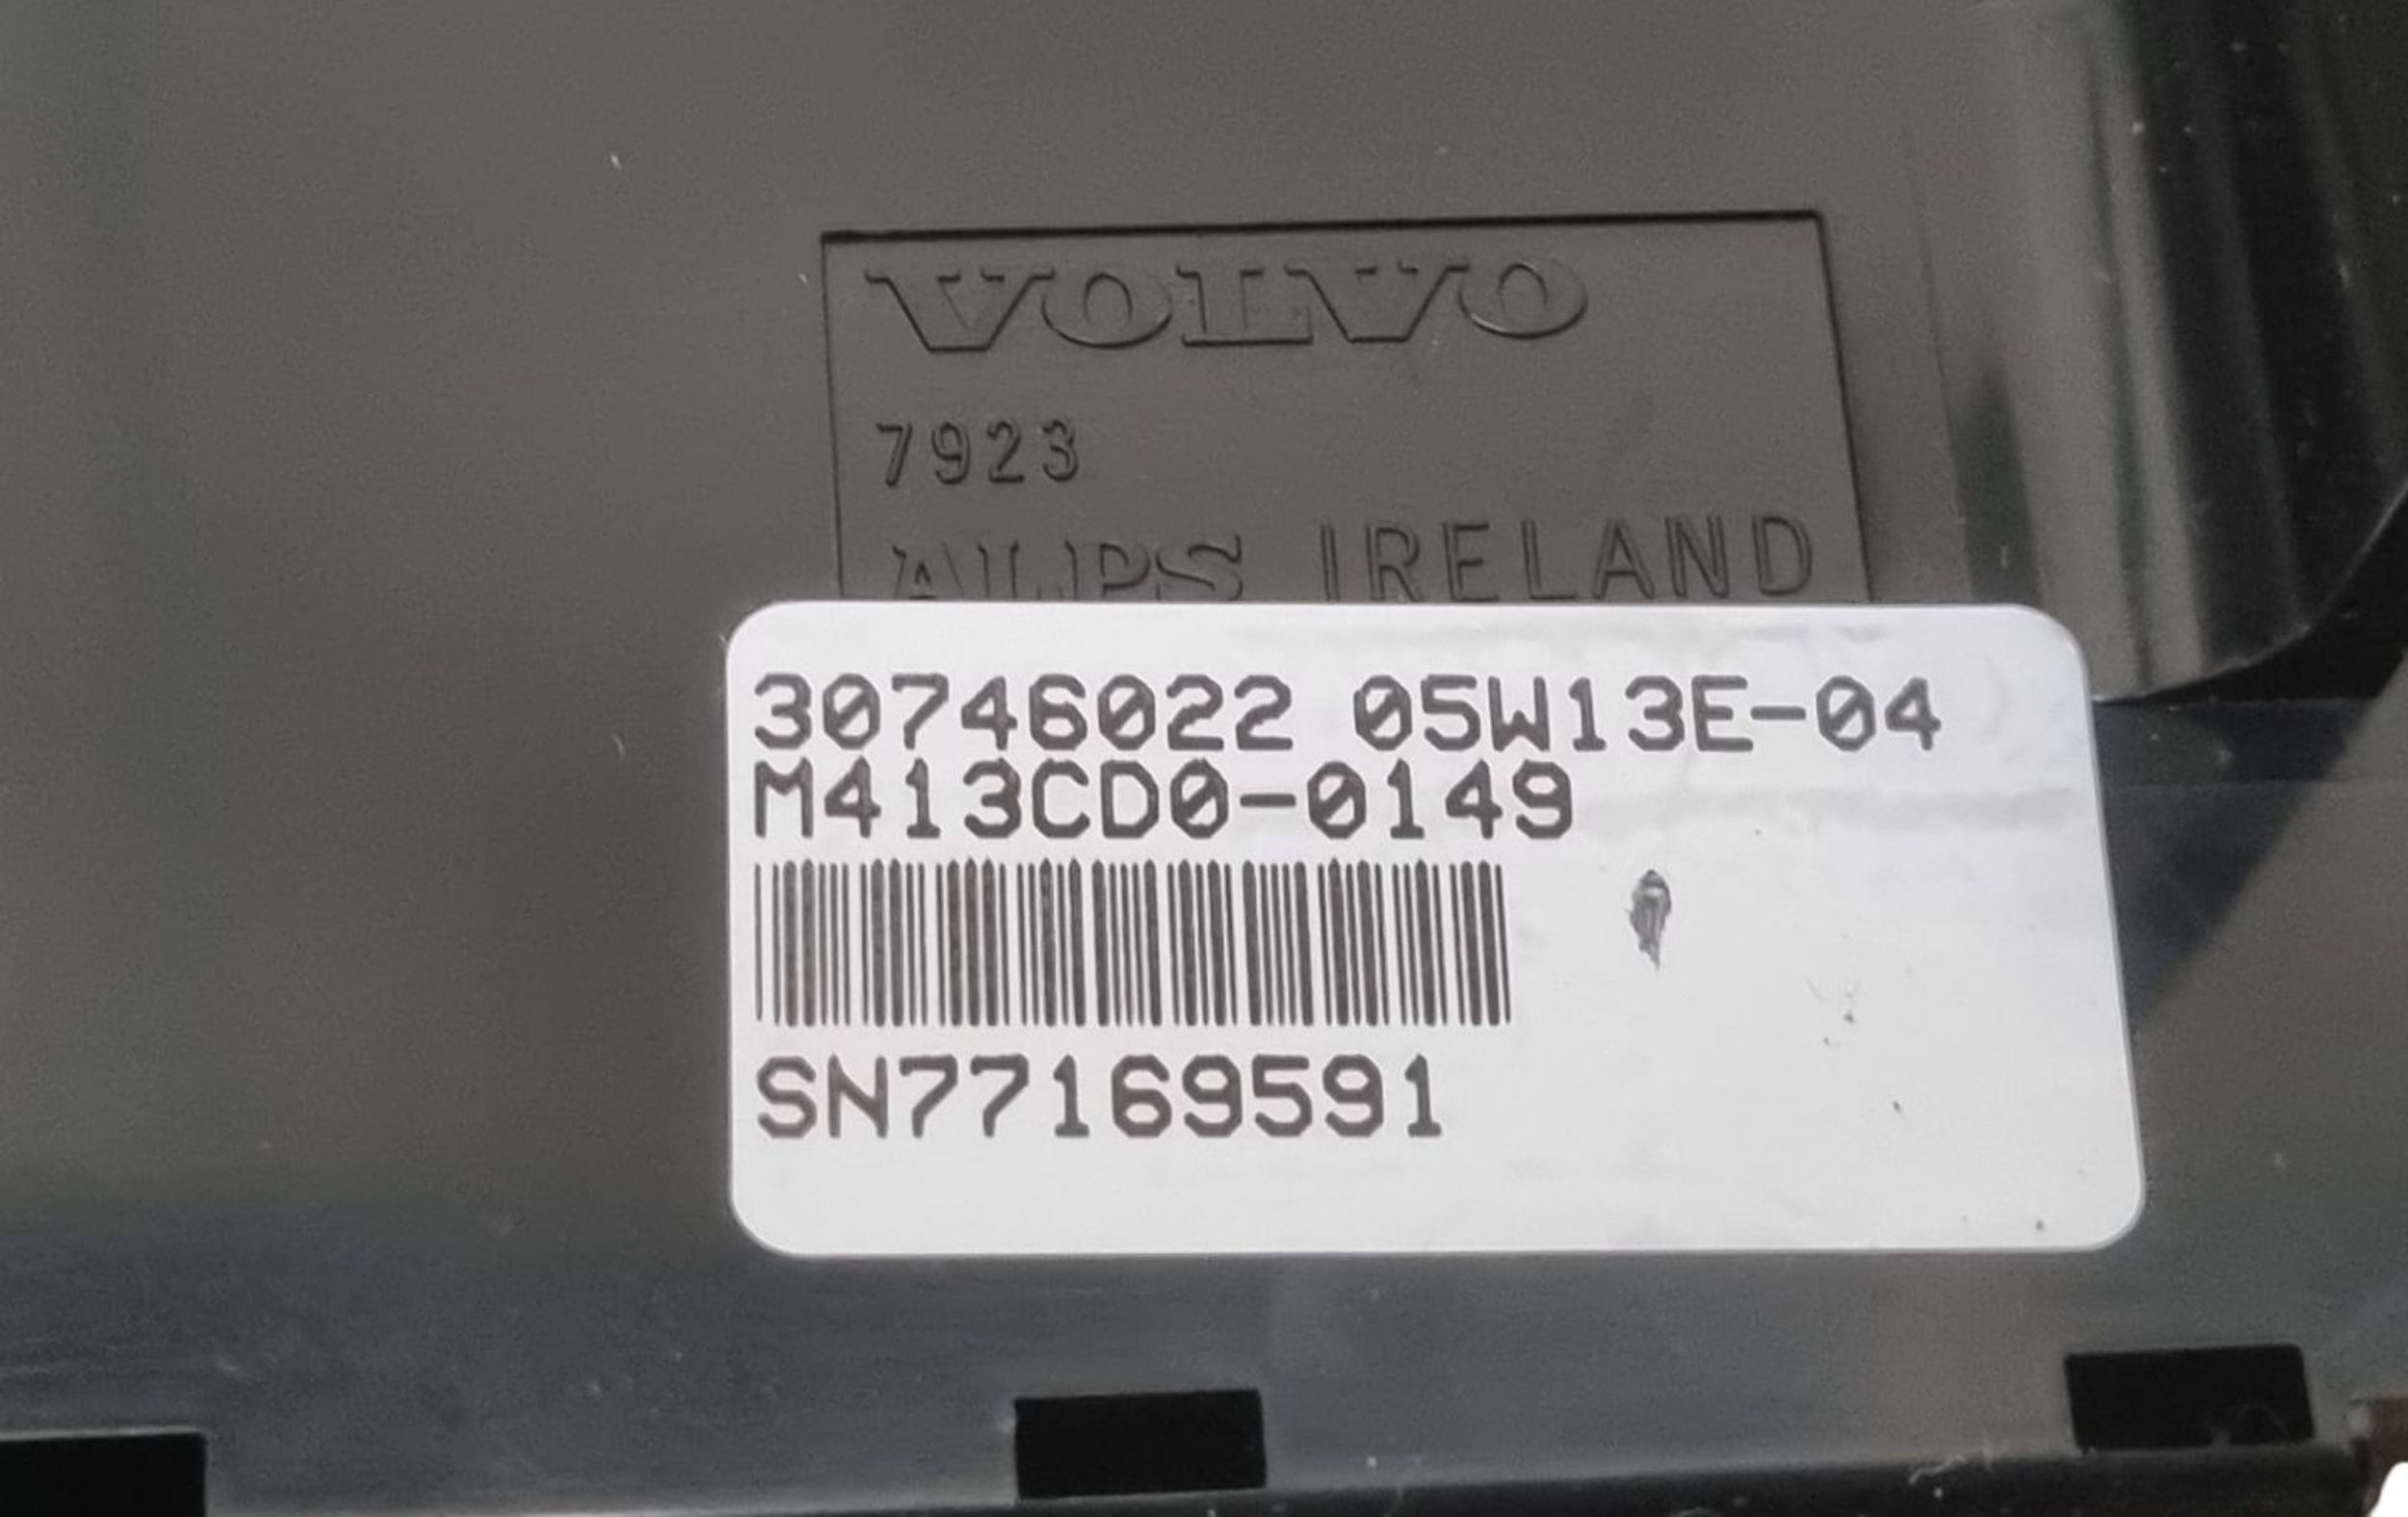 VOLVO
7923
ALPS IRELAND
30746022 05W13E-04
M413CD0-0149
SN77169591